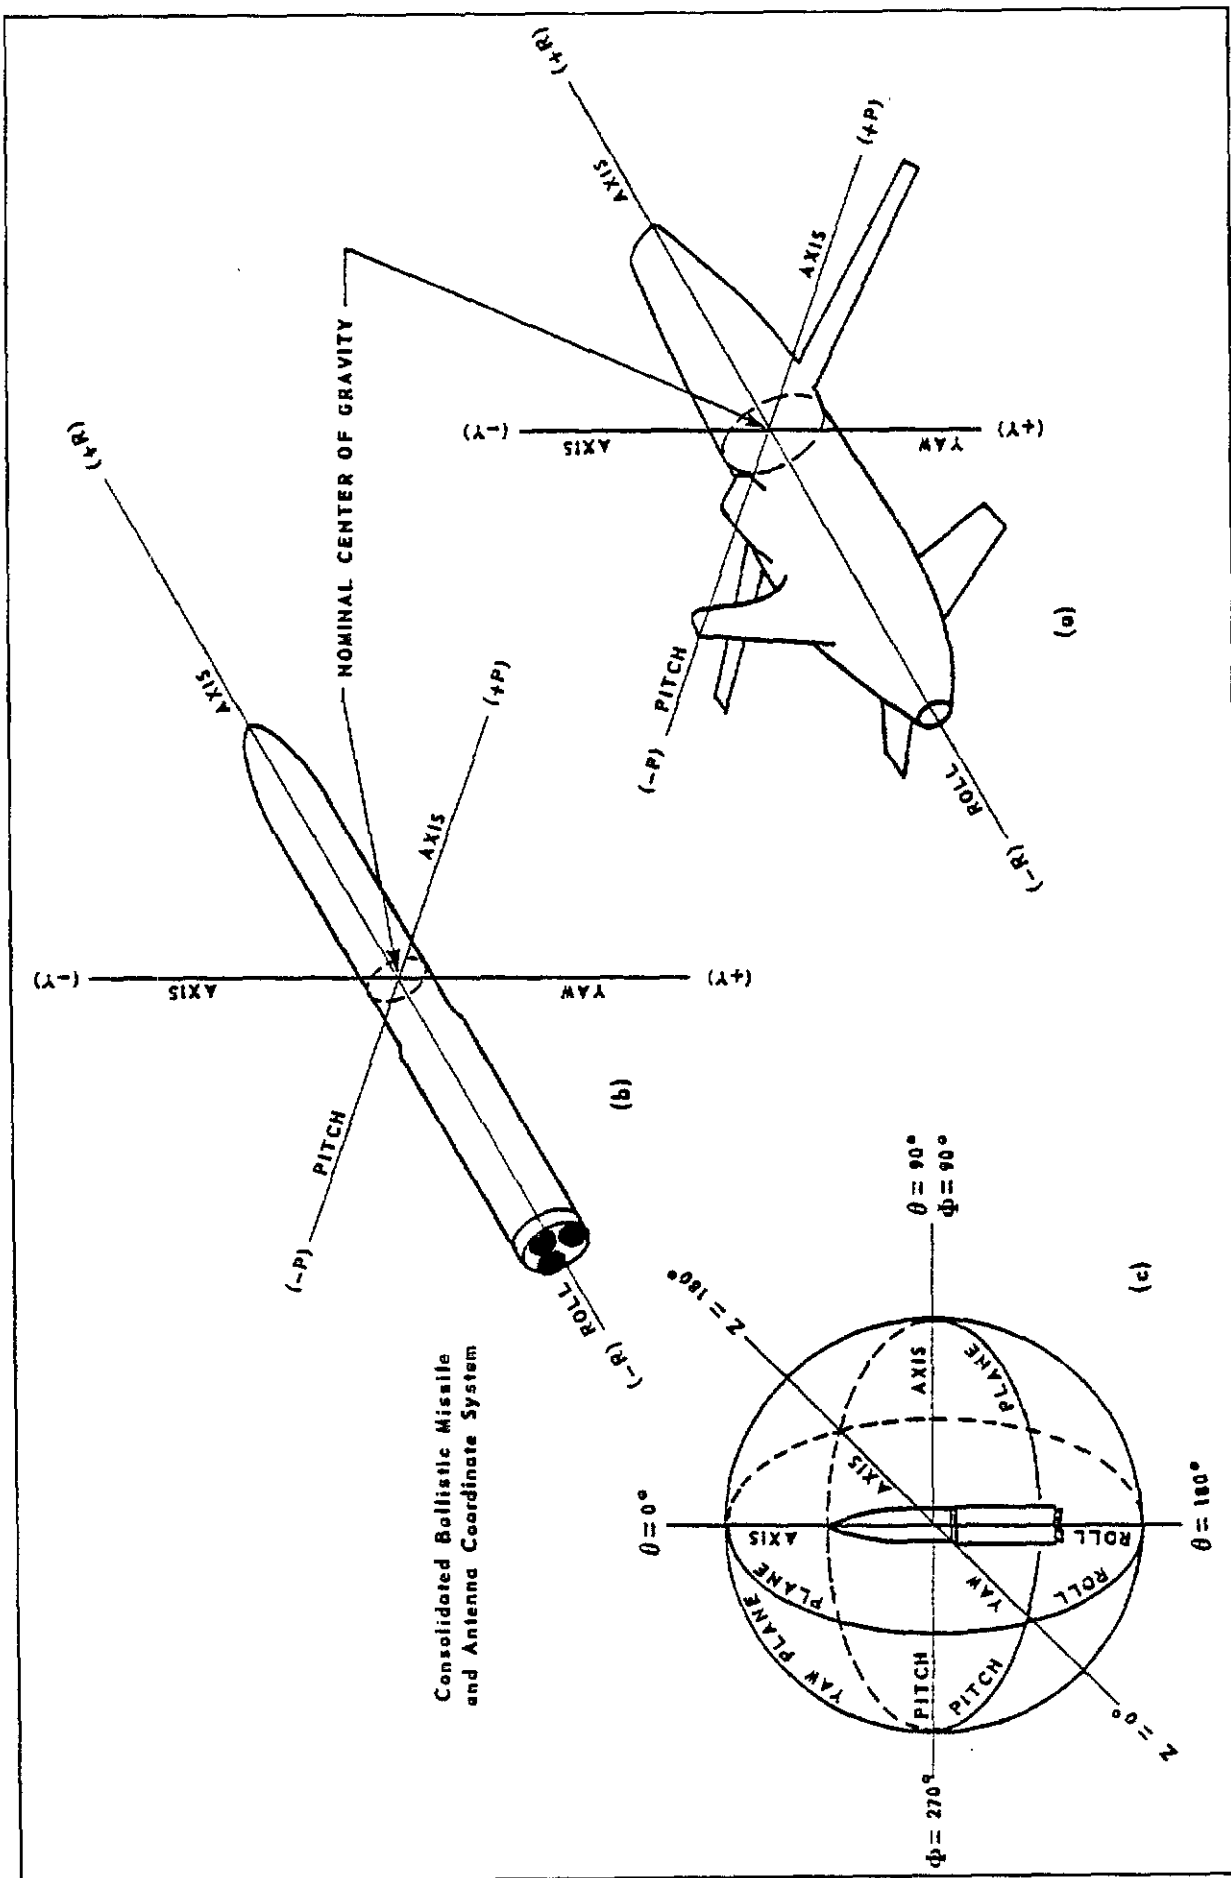 Consolidated Ballistic Missile
and Antenna Coordinate System
NOMINAL CENTER OF GRAVITY
(+R)
AXIS
(-Y)
AXIS
(-P)
PITCH
AXIS
(+P)
YAW
(+Y)
ROLL
(-R)
(b)
(+R)
AXIS
(-Y)
AXIS
(-P)
PITCH
AXIS
(+P)
YAW
(+Y)
ROLL
(-R)
(a)
θ = 0°
Z = 180°
YAW PLANE
PLANE
AXIS
AXIS
Φ = 270°
PITCH
AXIS
θ = 90°
Φ = 90°
PITCH
YAW
PLANE
ROLL
ROLL
Z = 0°
θ = 180°
(c)